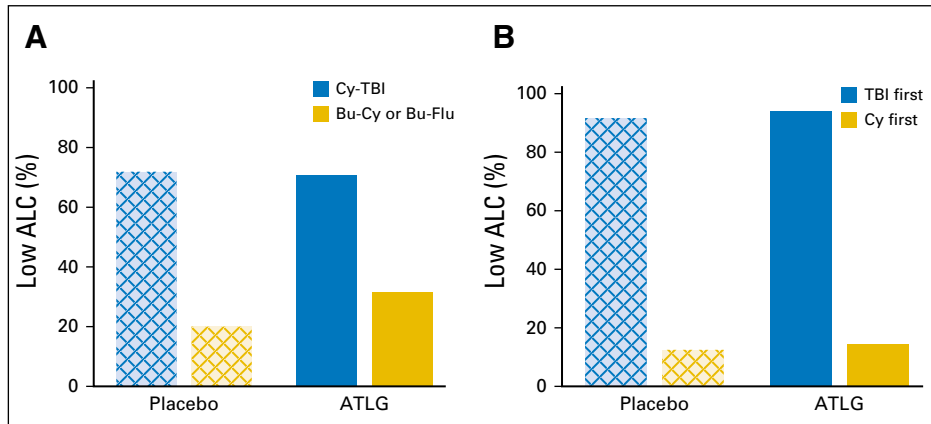 A
Low ALC (%)
100
80
60
40
20
0
Cy-TBI
Bu-Cy or Bu-Flu
Placebo
ATLG
B
Low ALC (%)
100
80
60
40
20
0
TBI first
Cy first
Placebo
ATLG